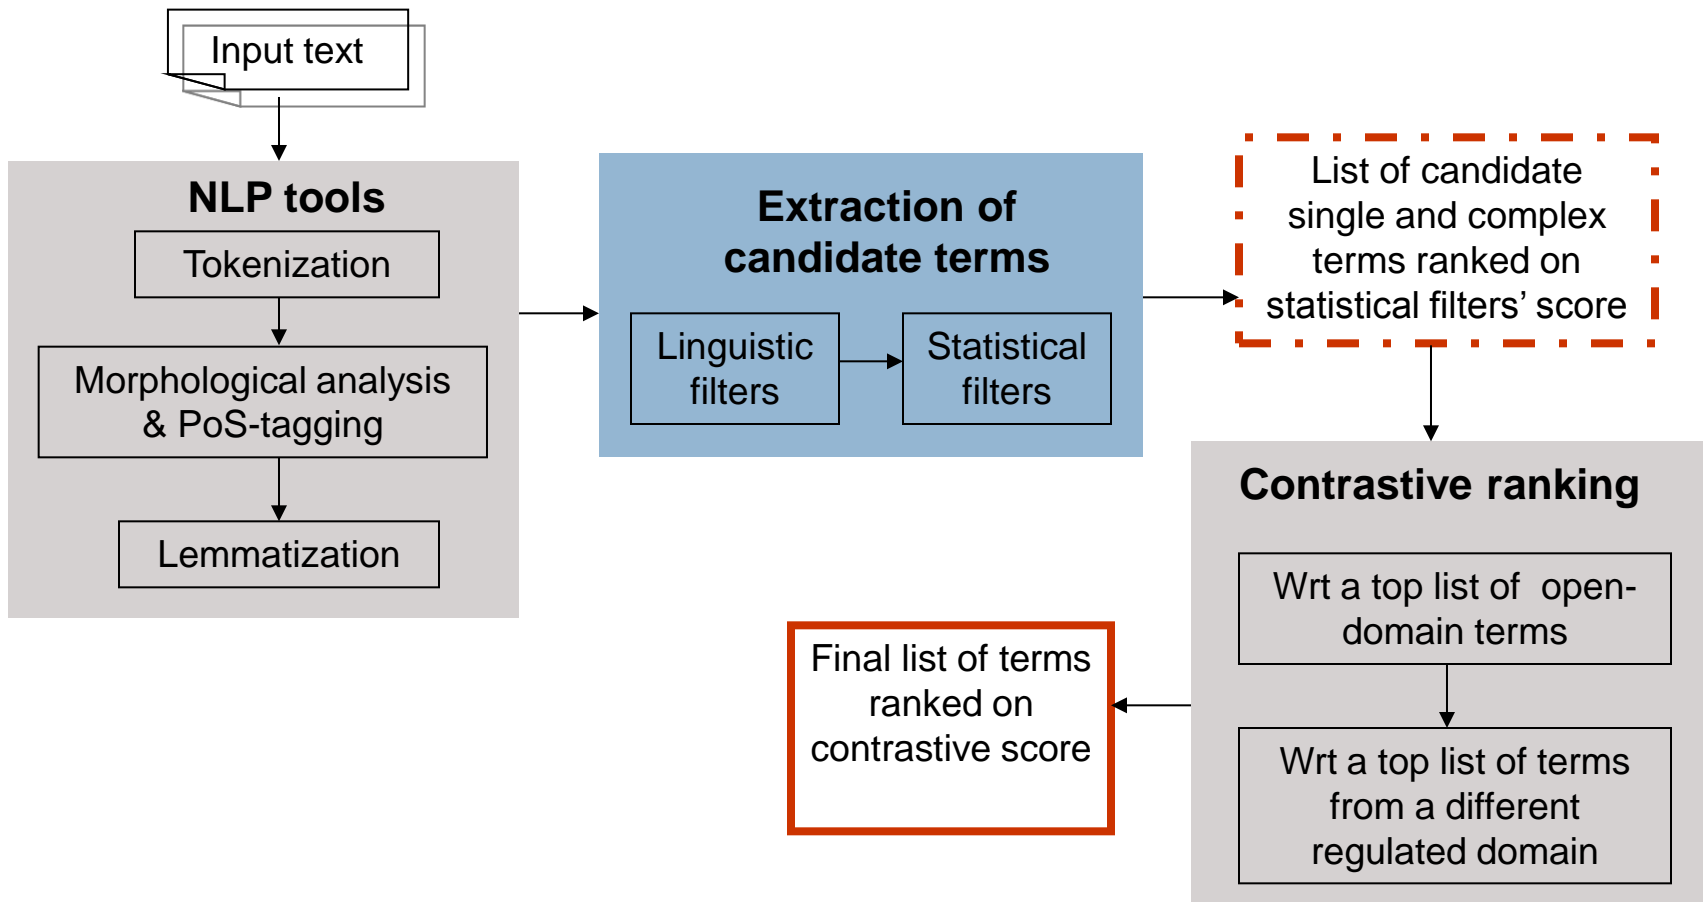 Input text
NLP tools
Tokenization
Morphological analysis
& PoS-tagging
Lemmatization
Extraction of
candidate terms
Linguistic
filters
Statistical
filters
List of candidate
single and complex
terms ranked on
statistical filters’ score
Contrastive ranking
Wrt a top list of  open-
domain terms
Wrt a top list of terms
from a different
regulated domain
Final list of terms
ranked on
contrastive score